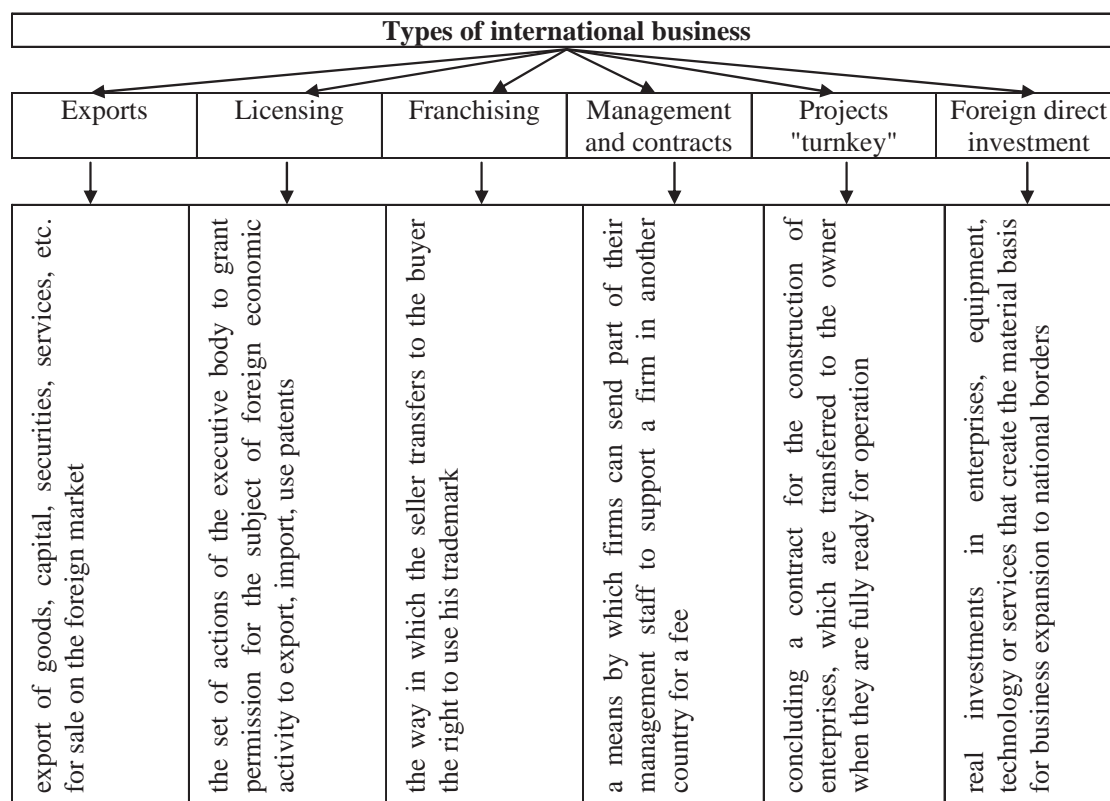 Types of international business
Exports
Licensing
Franchising
Management
and contracts
Projects
"turnkey"
Foreign direct
investment
export of goods, capital, securities, services, etc.
for sale on the foreign market
the set of actions of the executive body to grant
permission for the subject of foreign economic
activity to export, import, use patents
the way in which the seller transfers to the buyer
the right to use his trademark
a means by which firms can send part of their
management staff to support a firm in another
country for a fee
concluding a contract for the construction of
enterprises, which are transferred to the owner
when they are fully ready for operation
real investments in enterprises, equipment,
technology or services that create the material basis
for business expansion to national borders